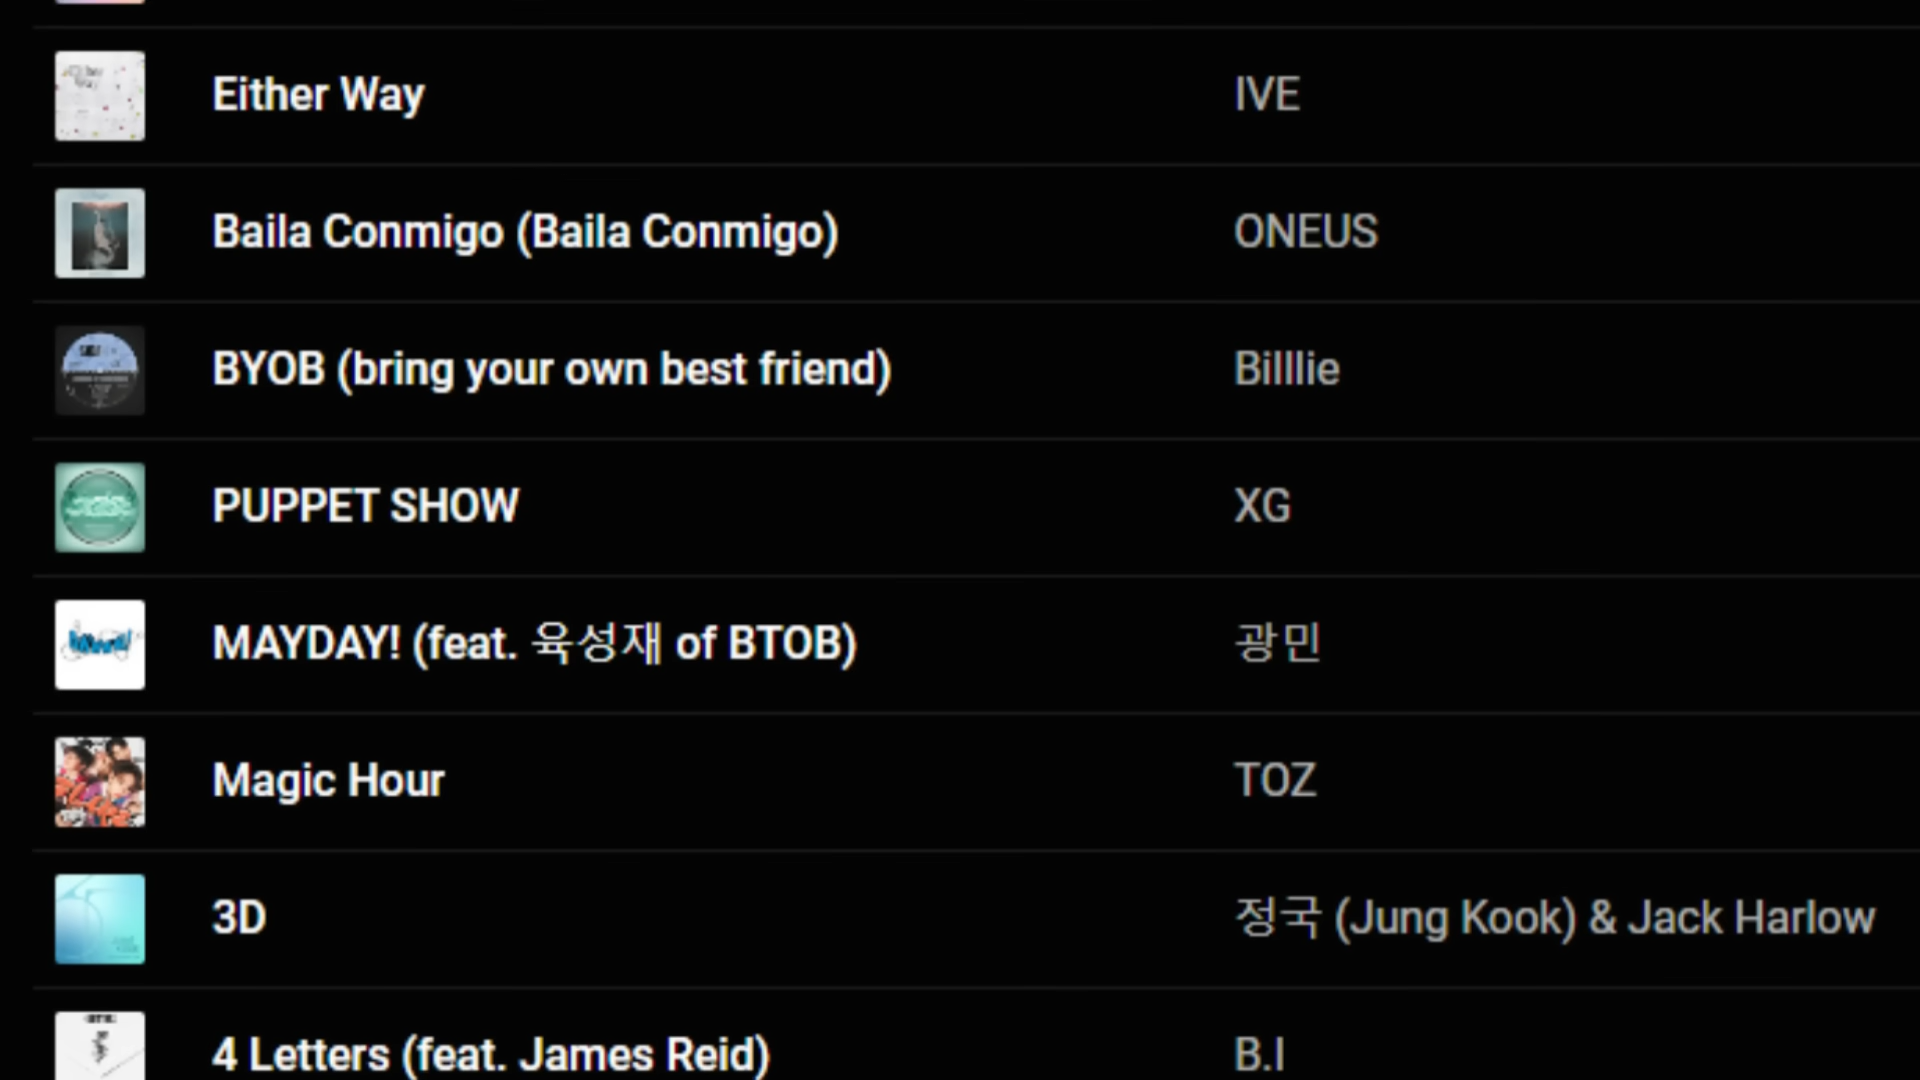 Either Way IVE
Baila Conmigo (Baila Conmigo) ONEUS
BYOB (bring your own best friend) Billlie
PUPPET SHOW XG
MAYDAY! (feat. 육성재 of BTOB) 광민
Magic Hour TOZ
3D 정국 (Jung Kook) & Jack Harlow
4 Letters (feat. James Reid) B.I